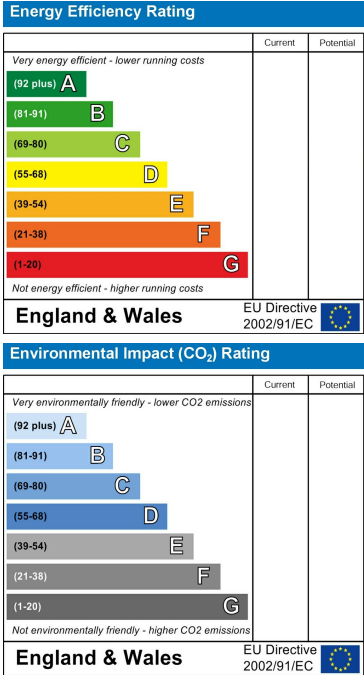 Energy Efficiency Rating
Current Potential
Very energy efficient - lower running costs
(92 plus) A
(81-91) B
(69-80) C
(55-68) D
(39-54) E
(21-38) F
(1-20) G
Not energy efficient - higher running costs
England & Wales
EU Directive
2002/91/EC
Environmental Impact (CO₂) Rating
Current Potential
Very environmentally friendly - lower CO2 emissions
(92 plus) A
(81-91) B
(69-80) C
(55-68) D
(39-54) E
(21-38) F
(1-20) G
Not environmentally friendly - higher CO2 emissions
England & Wales
EU Directive
2002/91/EC